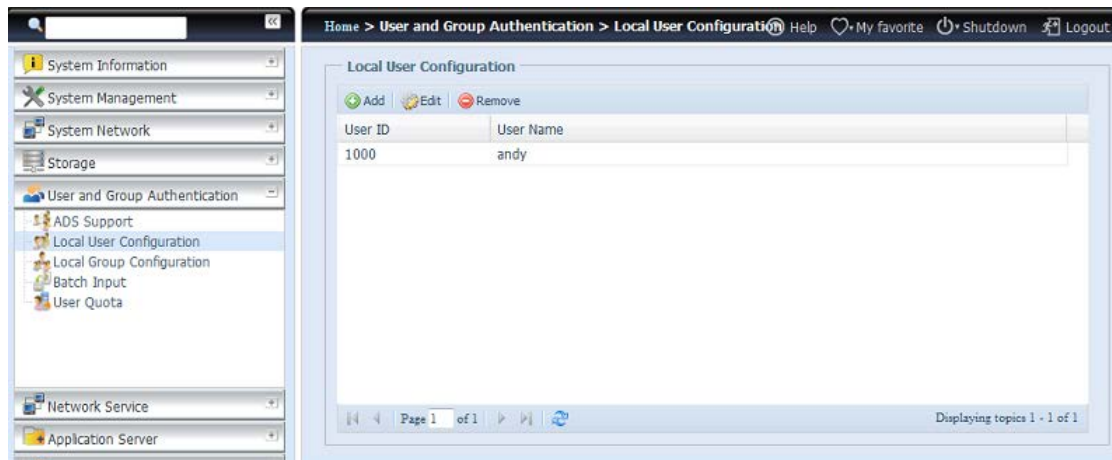 Home > User and Group Authentication > Local User Configurati
Help
My favorite
Shutdown
Logout
System Information
System Management
System Network
Storage
User and Group Authentication
ADS Support
Local User Configuration
Local Group Configuration
Batch Input
User Quota
Network Service
Application Server
Local User Configuration
Add Edit Remove
User ID User Name
1000 andy
Page 1 of 1
Displaying topics 1 - 1 of 1